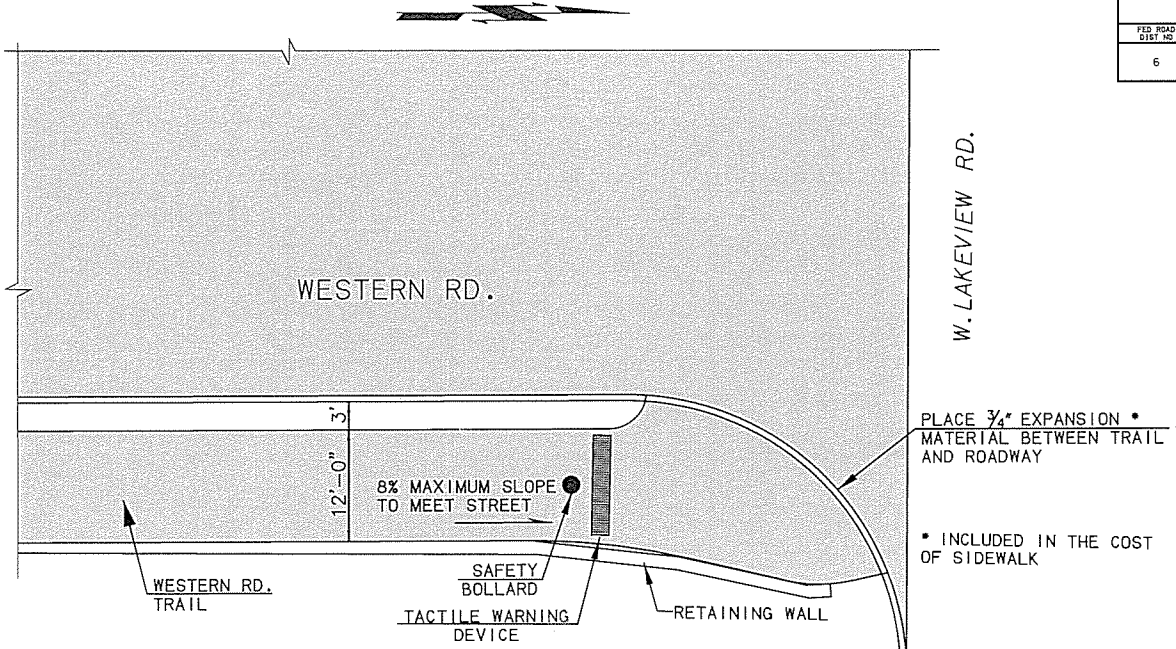 FED ROAD
DIST NO
6
W. LAKEVIEW RD.
WESTERN RD.
3'
12'-0"
8% MAXIMUM SLOPE
TO MEET STREET
PLACE 3/4" EXPANSION *
MATERIAL BETWEEN TRAIL
AND ROADWAY
* INCLUDED IN THE COST
OF SIDEWALK
WESTERN RD.
TRAIL
SAFETY
BOLLARD
TACTILE WARNING
DEVICE
RETAINING WALL